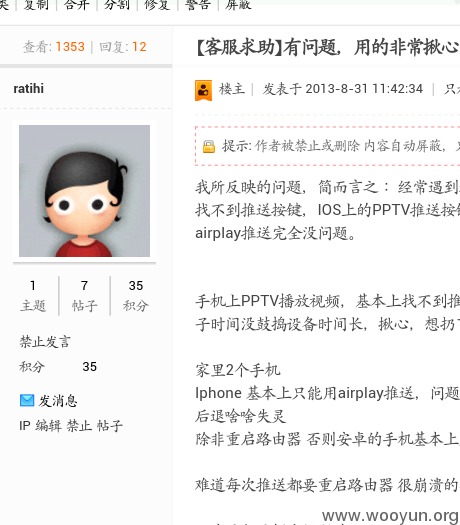 类 | 复制 | 合并 | 分割 | 修复 | 警告 | 屏蔽
查看: 1353 | 回复: 12
【客服求助】有问题，用的非常揪心
ratihi
楼主 | 发表于 2013-8-31 11:42:34 | 只
提示: 作者被禁止或删除 内容自动屏蔽，
我所反映的问题，简而言之 ：经常遇到
找不到推送按键，IOS上的PPTV推送按
airplay推送完全没问题。
1 7 35
主题 帖子 积分
手机上PPTV播放视频，基本上找不到推
子时间没鼓捣设备时间长，揪心，想扔
禁止发言
积分 35
家里2个手机
Iphone 基本上只能用airplay推送，问题
后退啥啥失灵
除非重启路由器 否则安卓的手机基本上
发消息
IP 编辑 禁止 帖子
难道每次推送都要重启路由器 很崩溃的
www.wooyun.org